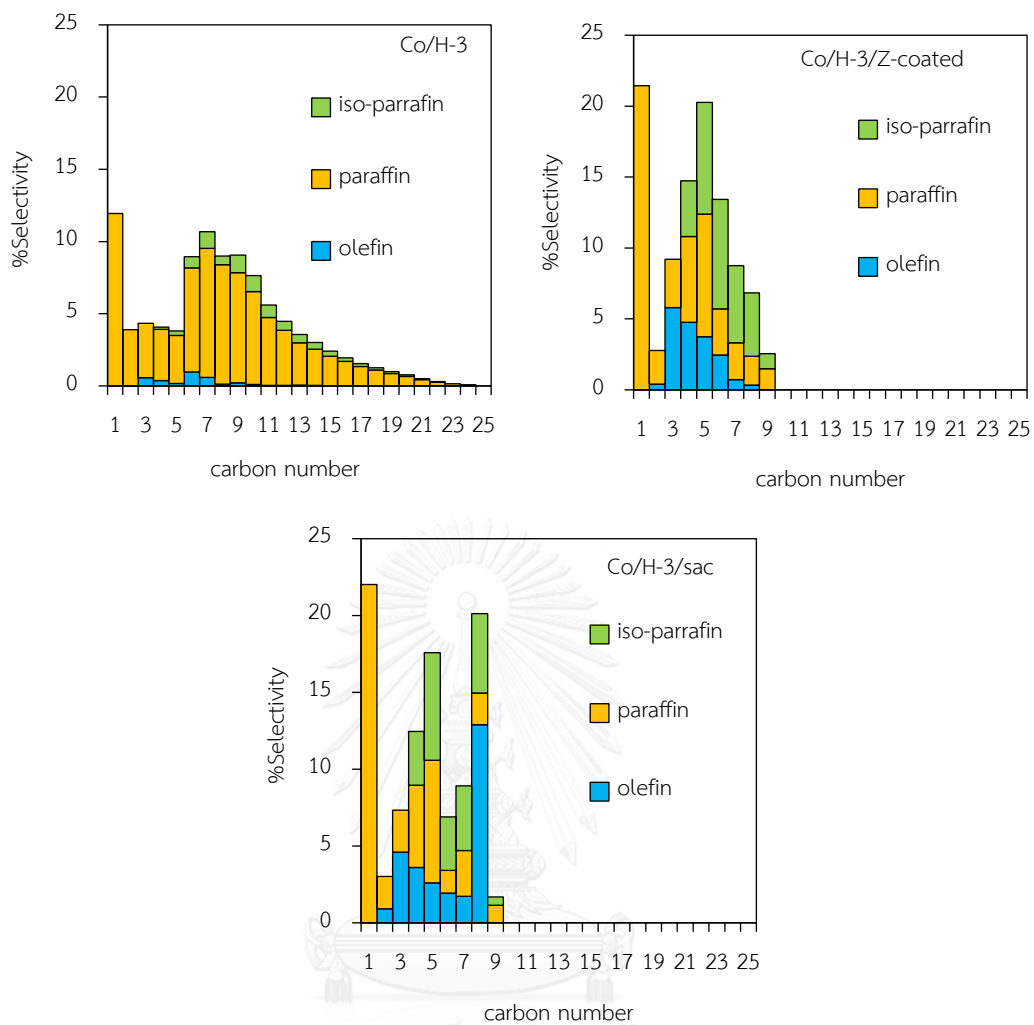 Co/H-3
25
20
15
10
5
0
%Selectivity
iso-parrafin
paraffin
olefin
1 3 5 7 9 11 13 15 17 19 21 23 25
carbon number
Co/H-3/Z-coated
25
20
15
10
5
0
%Selectivity
iso-parrafin
paraffin
olefin
1 3 5 7 9 11 13 15 17 19 21 23 25
carbon number
Co/H-3/sac
25
20
15
10
5
0
%Selectivity
iso-parrafin
paraffin
olefin
1 3 5 7 9 11 13 15 17 19 21 23 25
carbon number